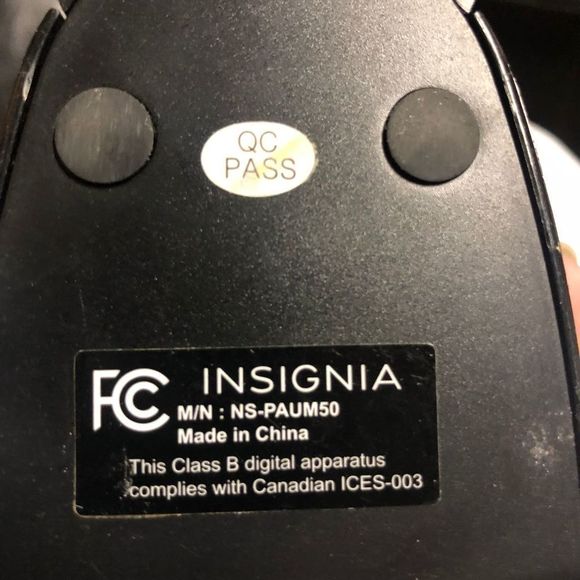 QC
PASS
FC INSIGNIA
M/N : NS-PAUM50
Made in China
This Class B digital apparatus
complies with Canadian ICES-003